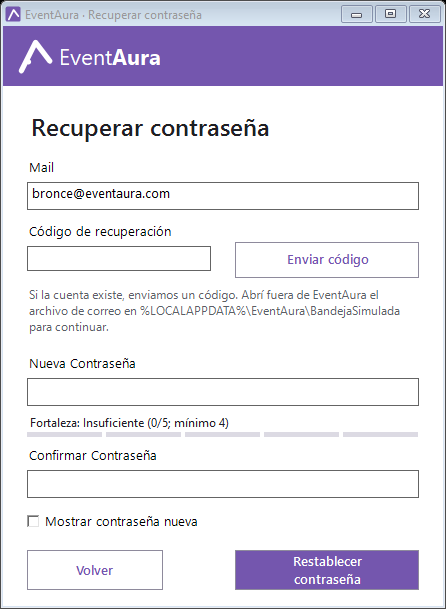 EventAura - Recuperar contraseña
EventAura
Recuperar contraseña
Mail
bronce@eventaura.com
Código de recuperación
Enviar código
Si la cuenta existe, enviamos un código. Abrí fuera de EventAura el
archivo de correo en %LOCALAPPDATA%\EventAura\BandejaSimulada
para continuar.
Nueva Contraseña
Fortaleza: Insuficiente (0/5; mínimo 4)
Confirmar Contraseña
Mostrar contraseña nueva
Volver
Restablecer
contraseña